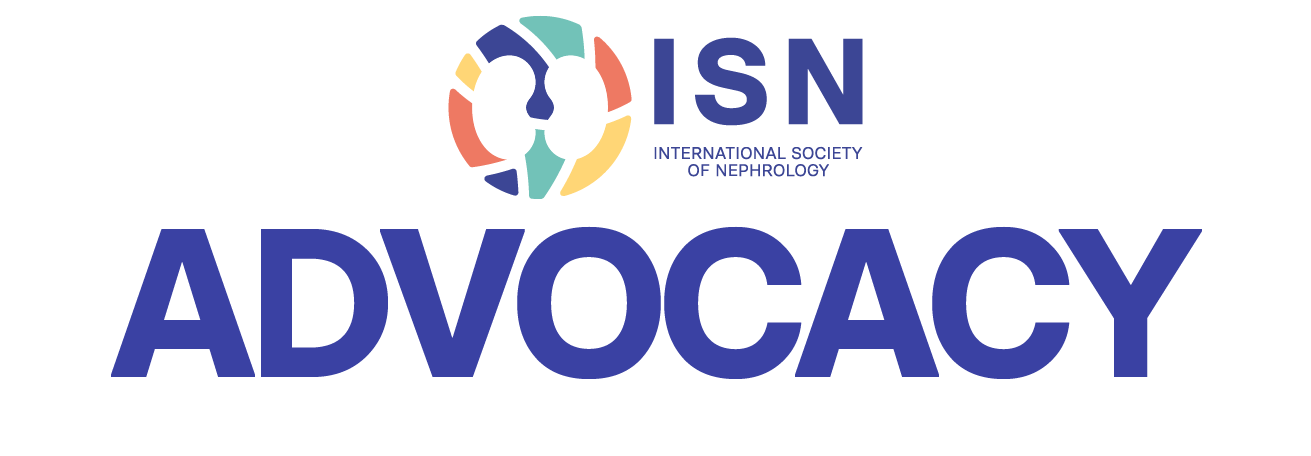 ISN
INTERNATIONAL SOCIETY
OF NEPHROLOGY
ADVOCACY